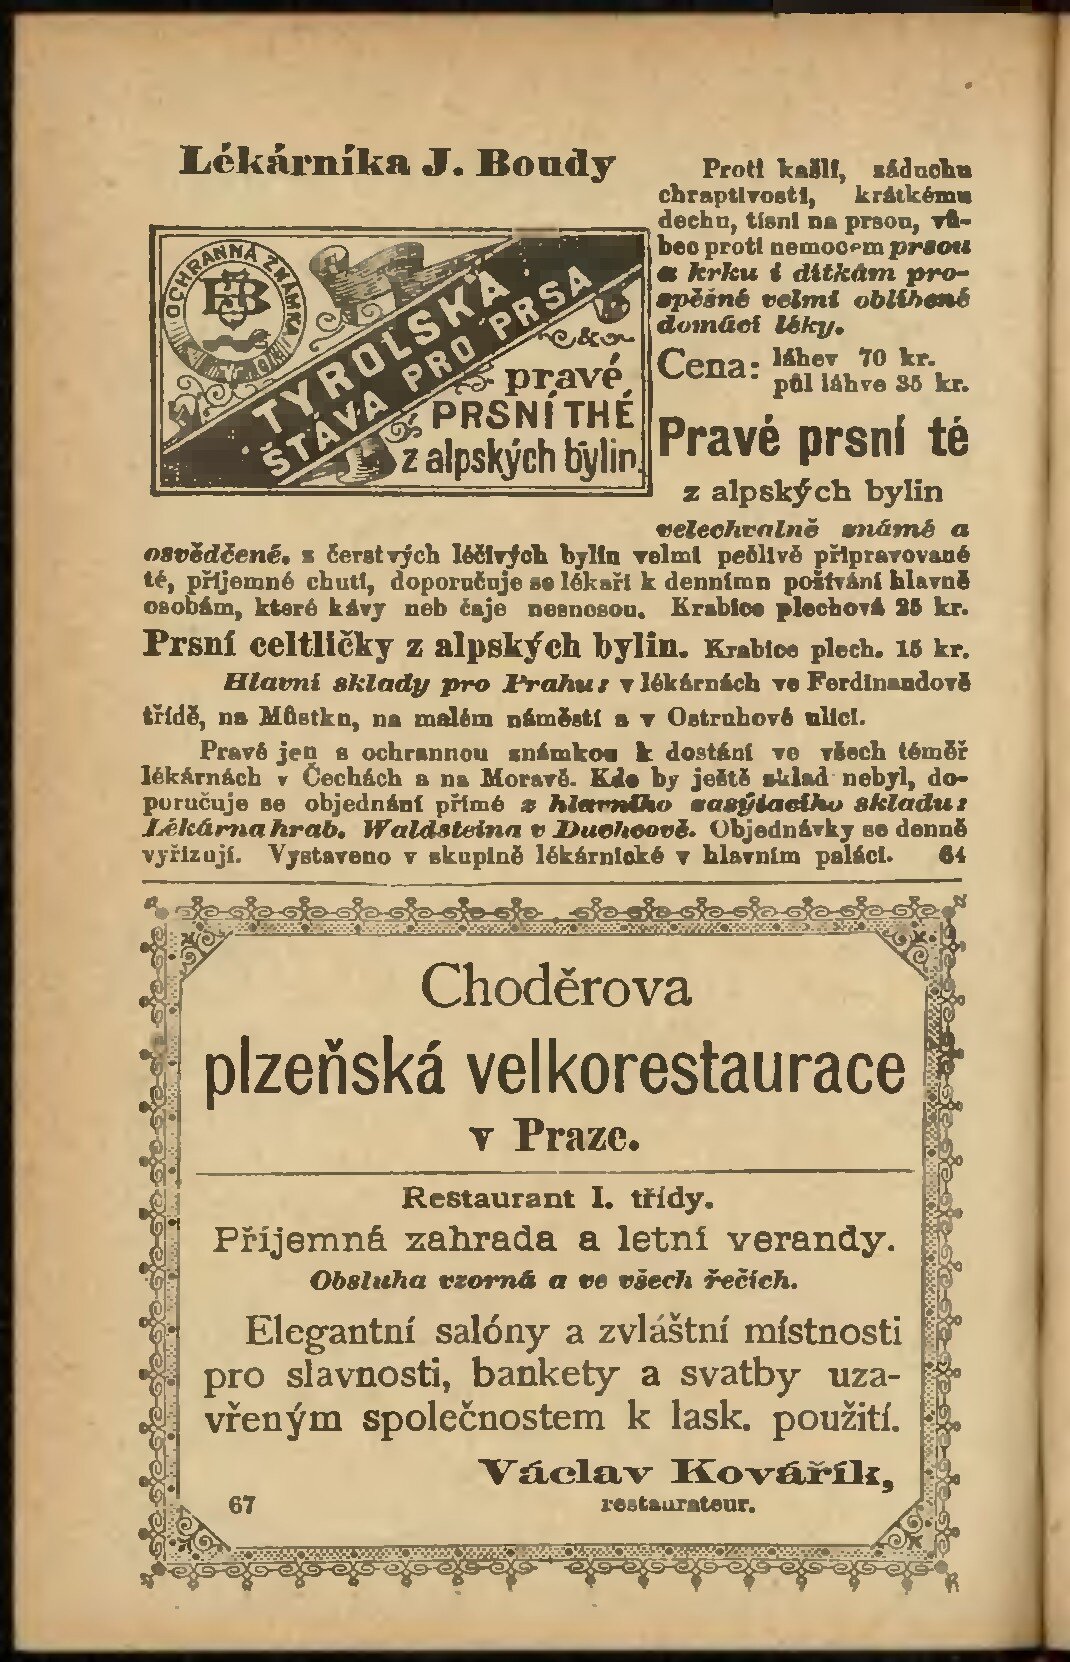 Lékárníka J. Boudy
OCHRANNÁ ZNÁMKA
TYROLSKÁ
ŠŤÁVA PRO PRSA
&
pravé
PRSNÍ THÉ
z alpských bylin
Proti kašli, záduchu
chraptivosti, krátkému
dechu, tísni na prsou, vů-
bec proti nemocem prsou
a krku i dítkám pro-
spěšné velmi oblíbené
domácí léky.
Cena: láhev 70 kr.
půl láhve 35 kr.
Pravé prsní té
z alpských bylin
velechvalně známé a
osvědčené, z čerstvých léčivých bylin velmi pečlivě připravované
té, příjemné chuti, doporučuje se lékaři k dennímu požívání hlavně
osobám, které kávy neb čaje nesnosou. Krabice plechová 25 kr.
Prsní celtličky z alpských bylin. Krabice plech. 15 kr.
Hlavní sklady pro Prahu: v lékárnách ve Ferdinandově
třídě, na Můstku, na malém náměstí a v Ostruhové ulici.
Pravé jen s ochrannou známkou k dostání ve všech téměř
lékárnách v Čechách a na Moravě. Kde by ještě sklad nebyl, do-
poručuje se objednání přímé z hlavního zasýlacího skladu:
Lékárna hrab. Waldsteina v Duchcově. Objednávky se denně
vyřizují. Vystaveno v skupině lékárnické v hlavním paláci. 64
Choděrova
plzeňská velkorestaurace
v Praze.
Restaurant I. třídy.
Příjemná zahrada a letní verandy.
Obsluha vzorná a ve všech řečích.
Elegantní salóny a zvláštní místnosti
pro slavnosti, bankety a svatby uza-
vřeným společnostem k lask. použití.
Václav Kovářík,
67 restaurateur.